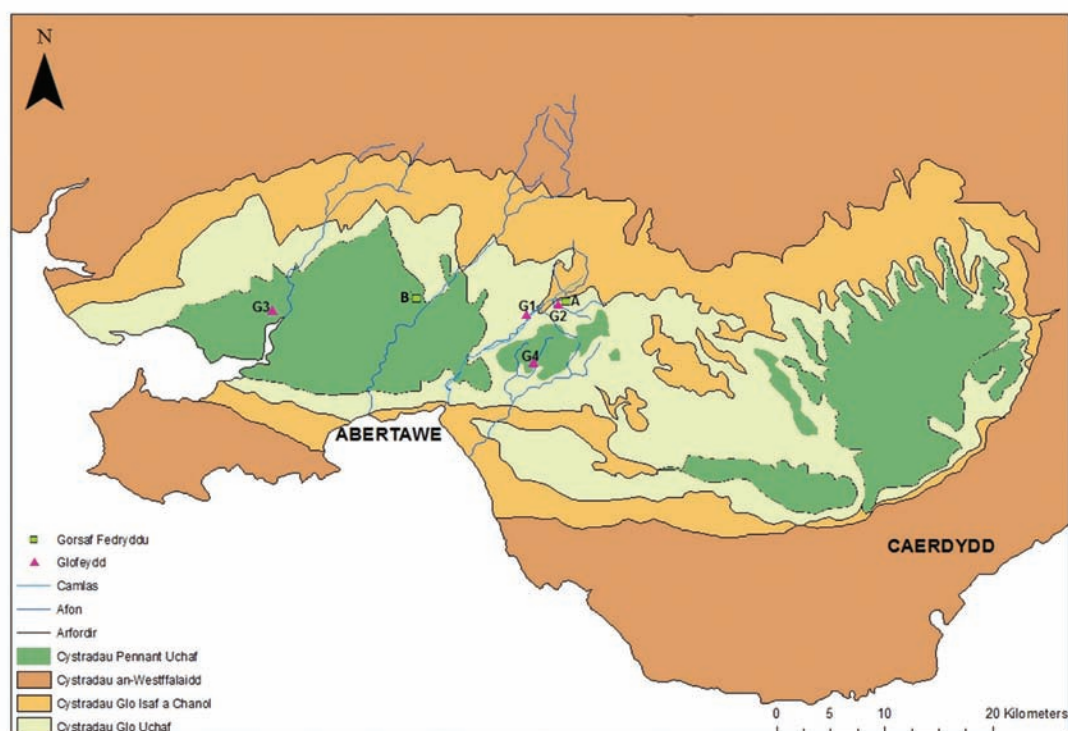 N
B
A
G1
G2
G3
G4
ABERTAWE
CAERDYDD
Gorsaf Fedryddu
Glofeydd
Camlas
Afon
Arfordir
Cystradau Pennant Uchaf
Cystradau an-Westffalaidd
Cystradau Glo Isaf a Chanol
Cystradau Glo Uchaf
0 5 10 20 Kilometers